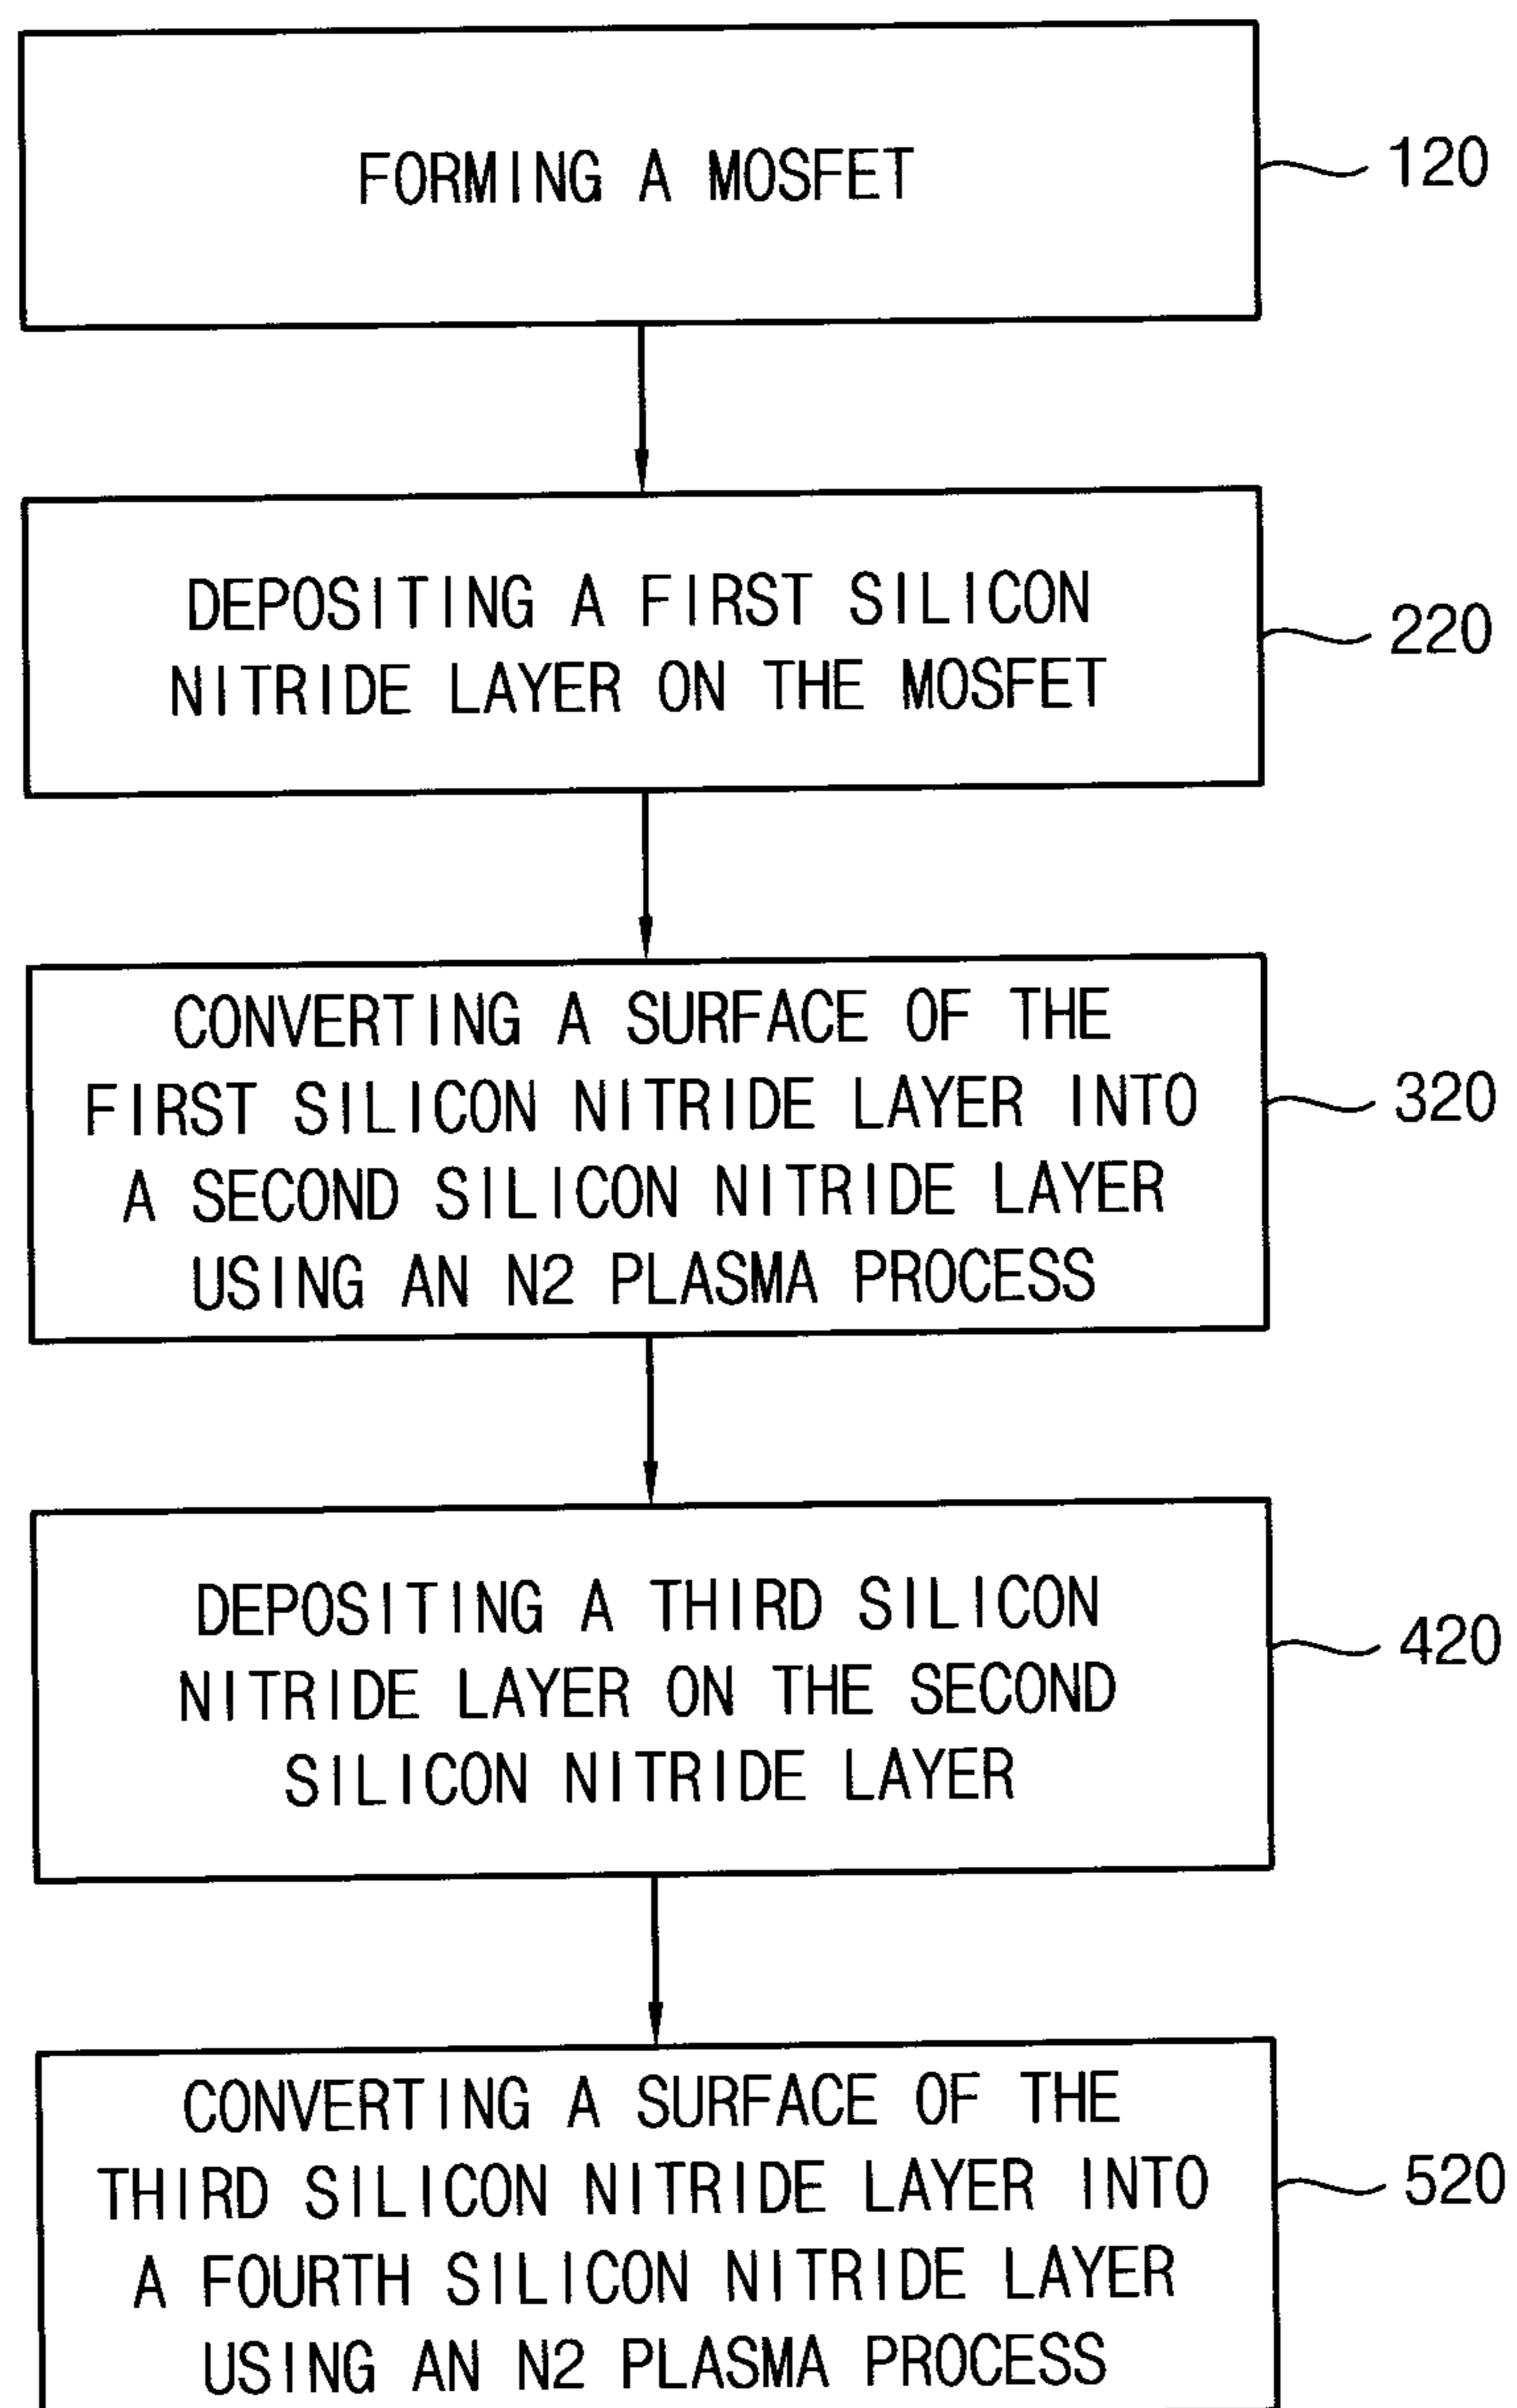 FORMING A MOSFET
120
DEPOSITING A FIRST SILICON
NITRIDE LAYER ON THE MOSFET
220
CONVERTING A SURFACE OF THE
FIRST SILICON NITRIDE LAYER INTO
A SECOND SILICON NITRIDE LAYER
USING AN N2 PLASMA PROCESS
320
DEPOSITING A THIRD SILICON
NITRIDE LAYER ON THE SECOND
SILICON NITRIDE LAYER
420
CONVERTING A SURFACE OF THE
THIRD SILICON NITRIDE LAYER INTO
A FOURTH SILICON NITRIDE LAYER
USING AN N2 PLASMA PROCESS
520